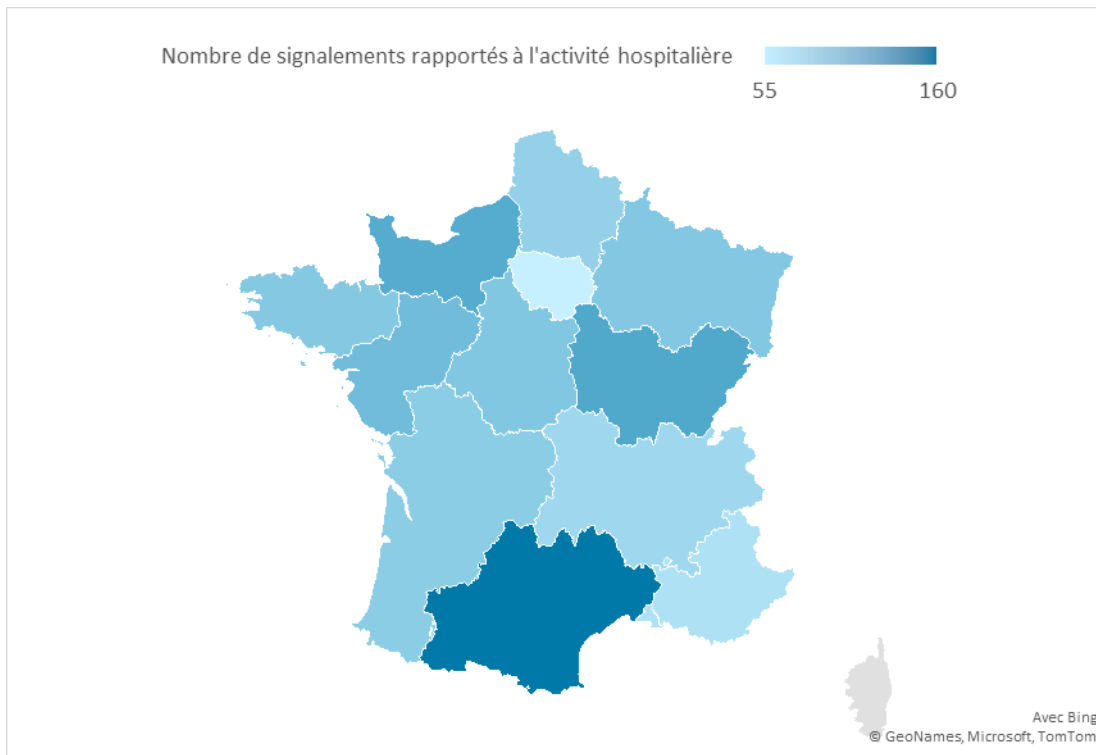 Nombre de signalements rapportés à l'activité hospitalière
55 160
Avec Bing
© GeoNames, Microsoft, TomTom